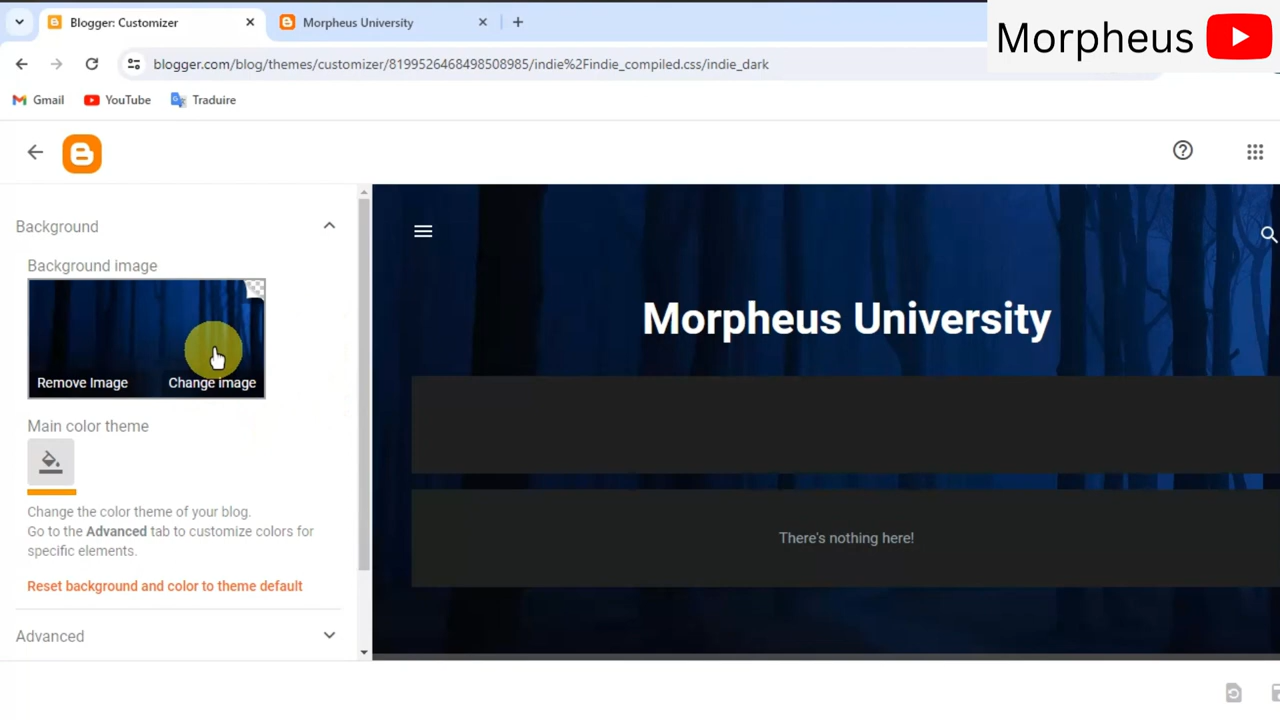 Blogger: Customizer
Morpheus University
Morpheus
blogger.com/blog/themes/customizer/8199526468498508985/indie%2Findie_compiled.css/indie_dark
Gmail
YouTube
Traduire
Background
Background image
Remove Image
Change image
Main color theme
Change the color theme of your blog.
Go to the Advanced tab to customize colors for
specific elements.
Reset background and color to theme default
Advanced
Morpheus University
There's nothing here!